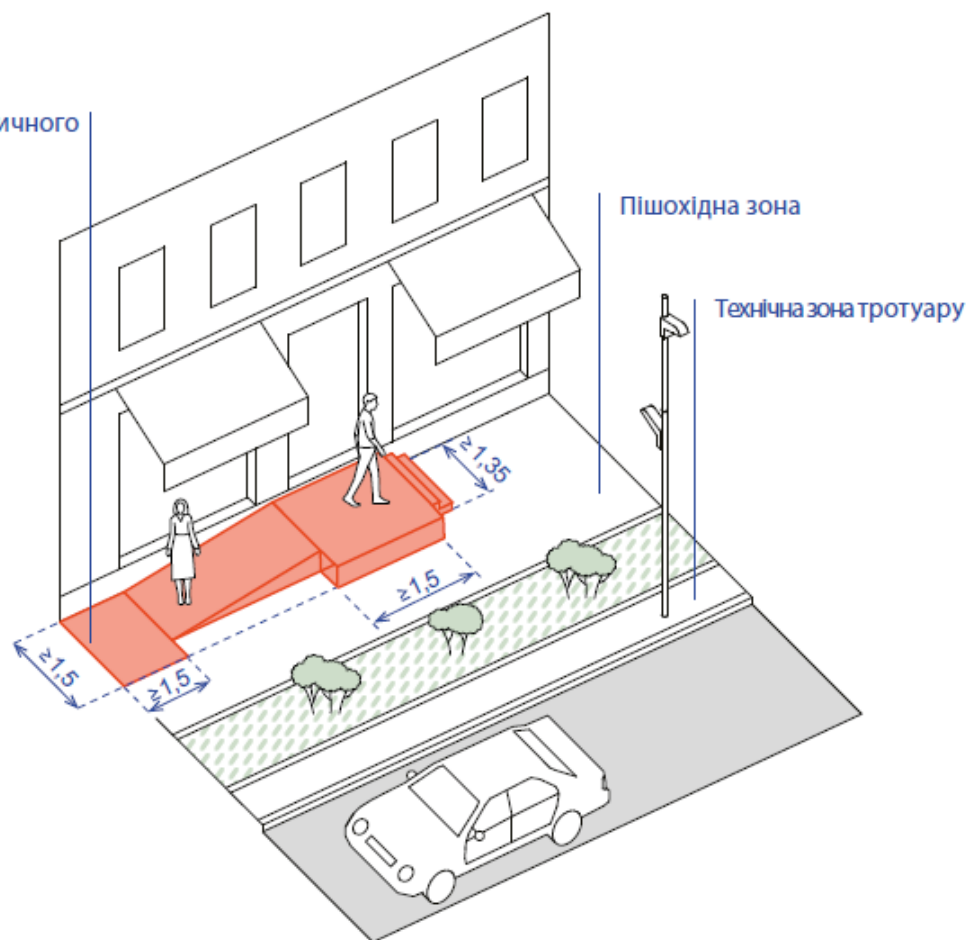 ичного
Пішохідна зона
Технічна зона тротуару
≥1,35
≥1,5
≥1,5
≥1,5